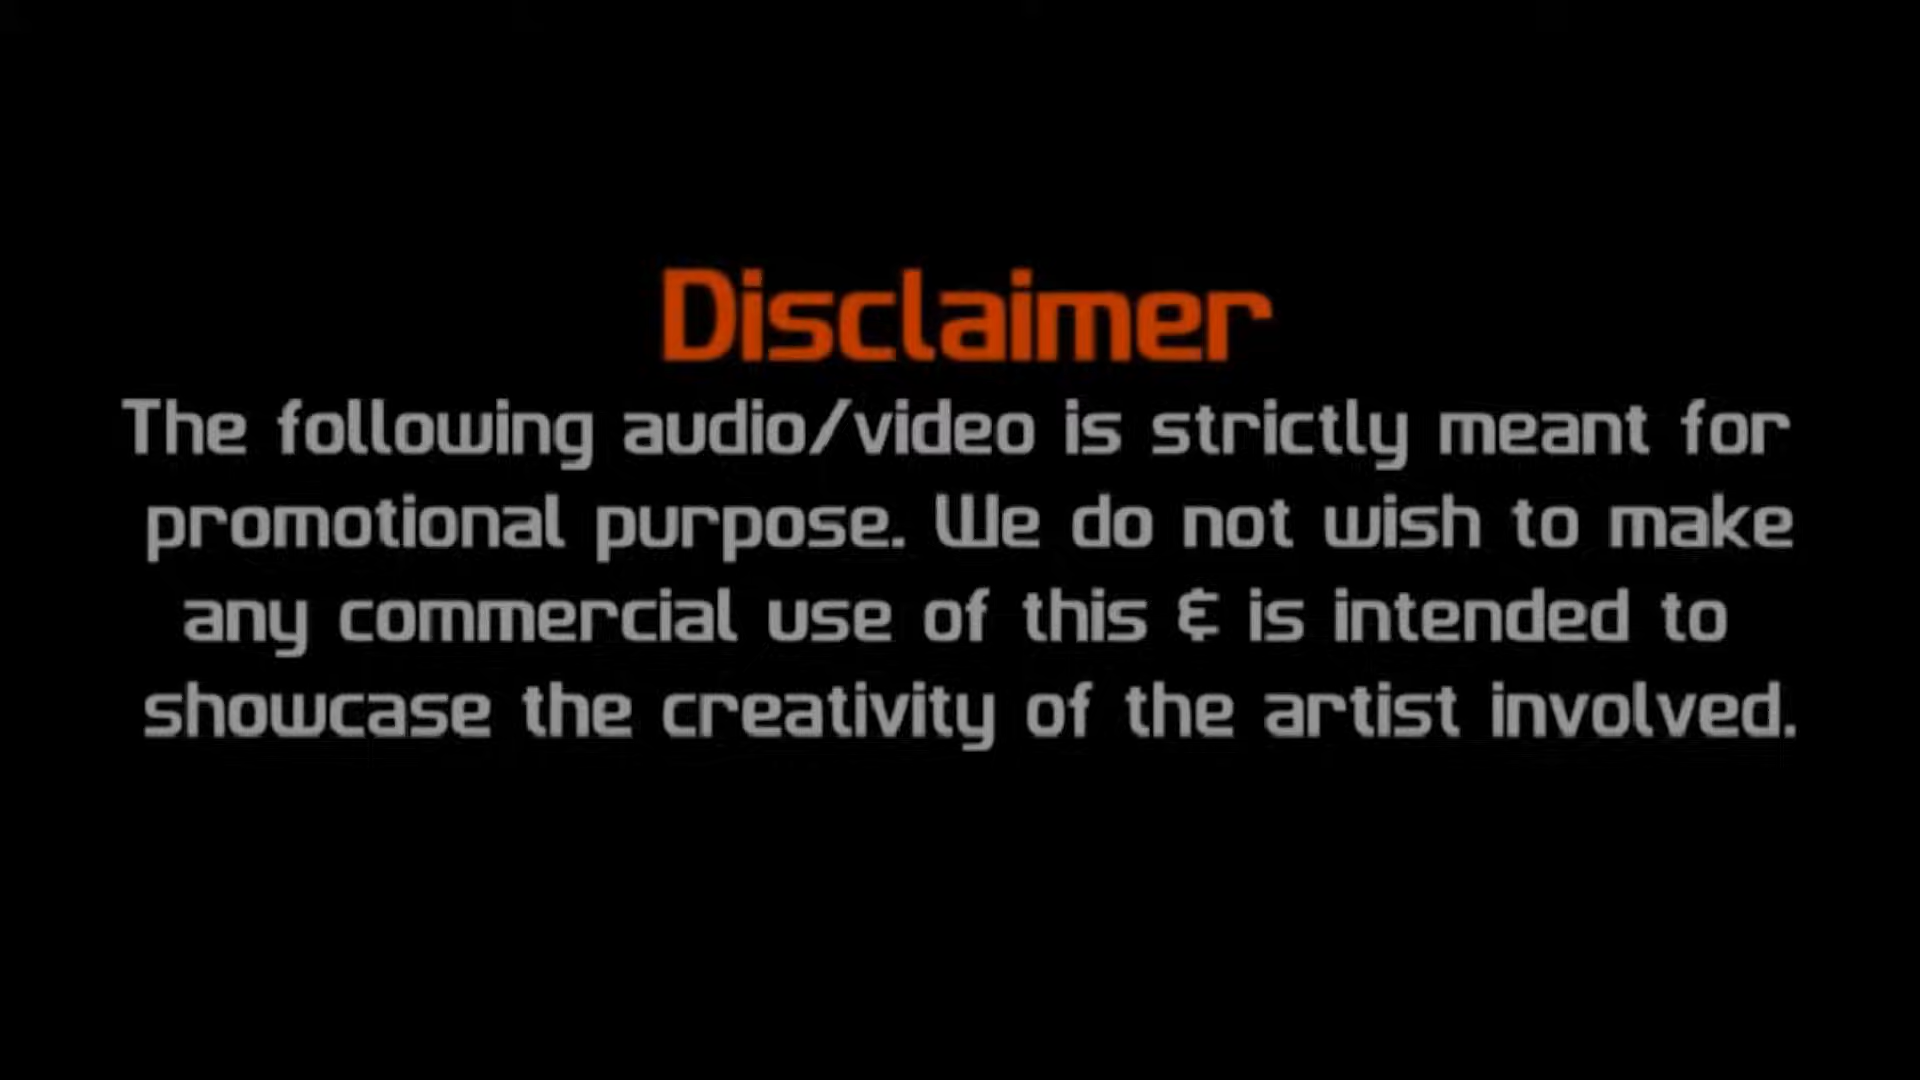 Disclaimer
The following audio/video is strictly meant for
promotional purpose. We do not wish to make
any commercial use of this & is intended to
showcase the creativity of the artist involved.